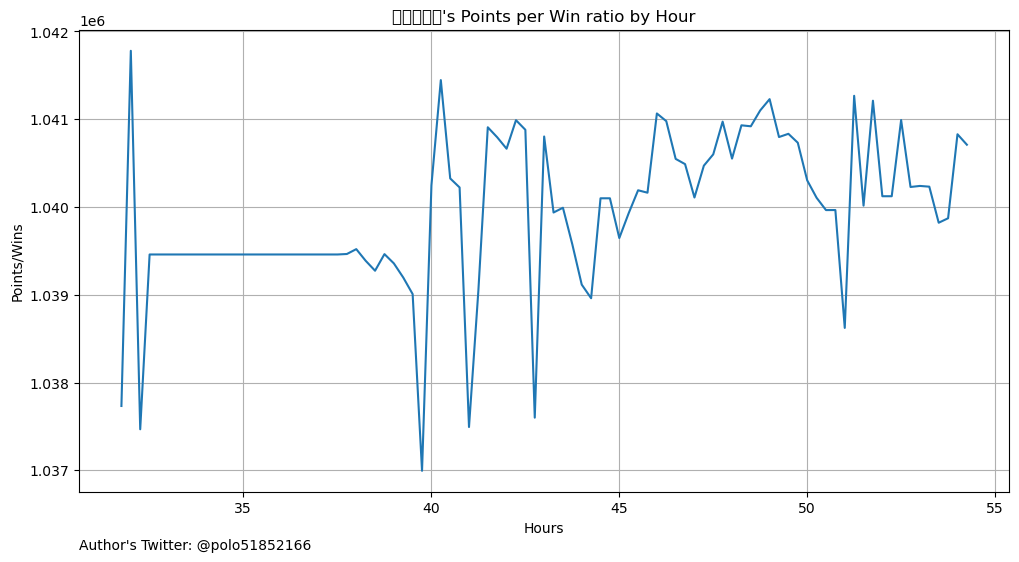 's Points per Win ratio by Hour
1e6
1.042
1.041
1.040
1.039
1.038
1.037
Points/Wins
35 40 45 50 55
Hours
Author's Twitter: @polo51852166